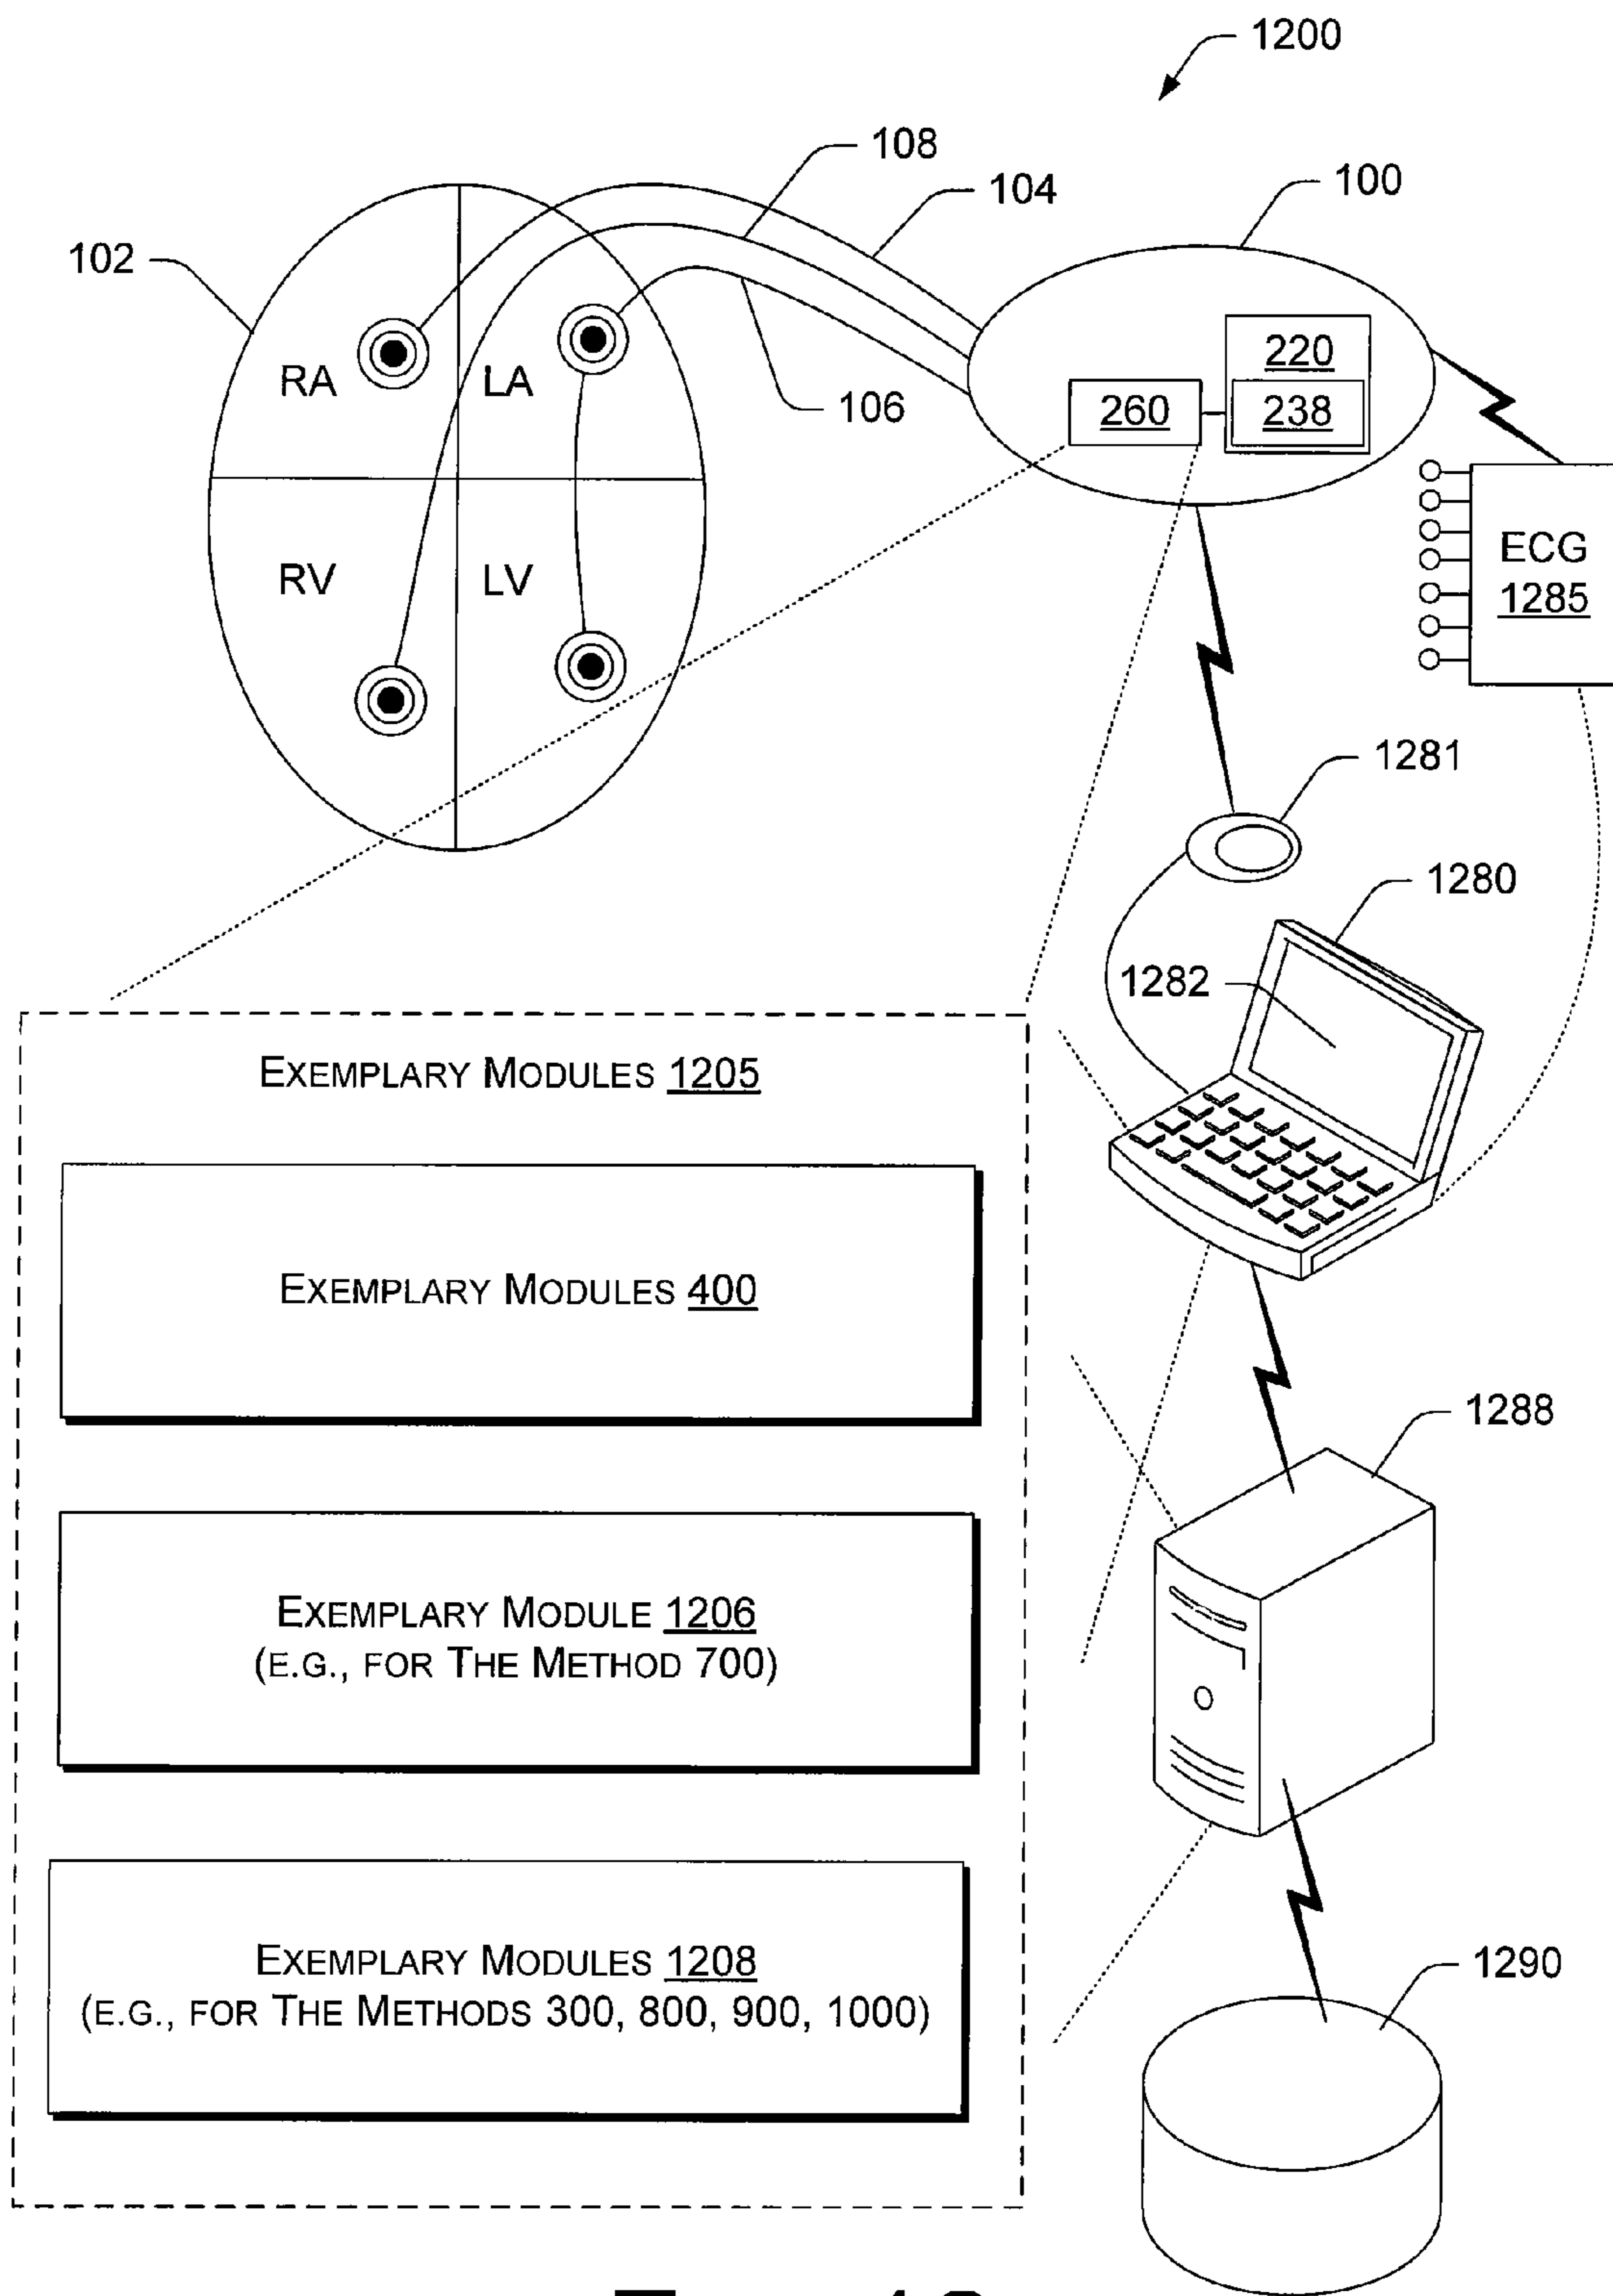 1200
108
104
100
102
RA
LA
106
220
260
238
RV
LV
ECG
1285
1281
1280
1282
EXEMPLARY MODULES 1205
EXEMPLARY MODULES 400
1288
EXEMPLARY MODULE 1206
(E.G., FOR THE METHOD 700)
EXEMPLARY MODULES 1208
(E.G., FOR THE METHODS 300, 800, 900, 1000)
1290